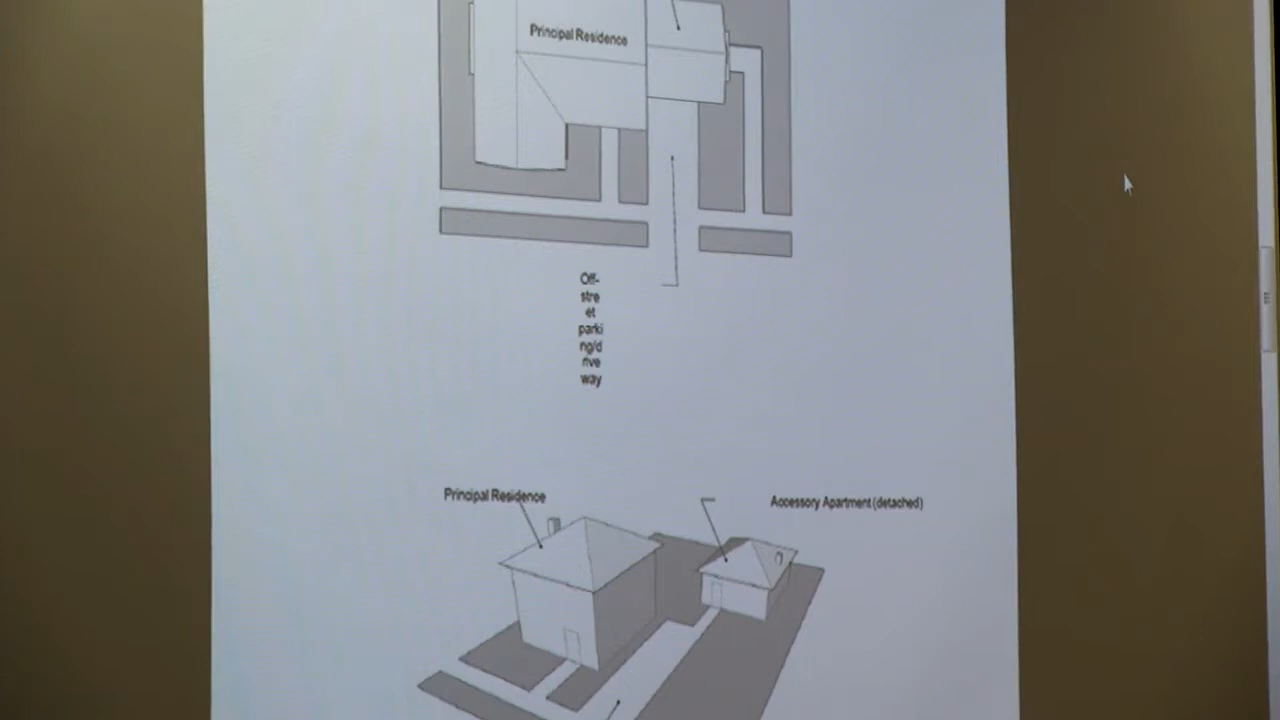 Principal Residence
Off-
stre
et
parki
ng/d
rive
way
Principal Residence
Accessory Apartment (detached)